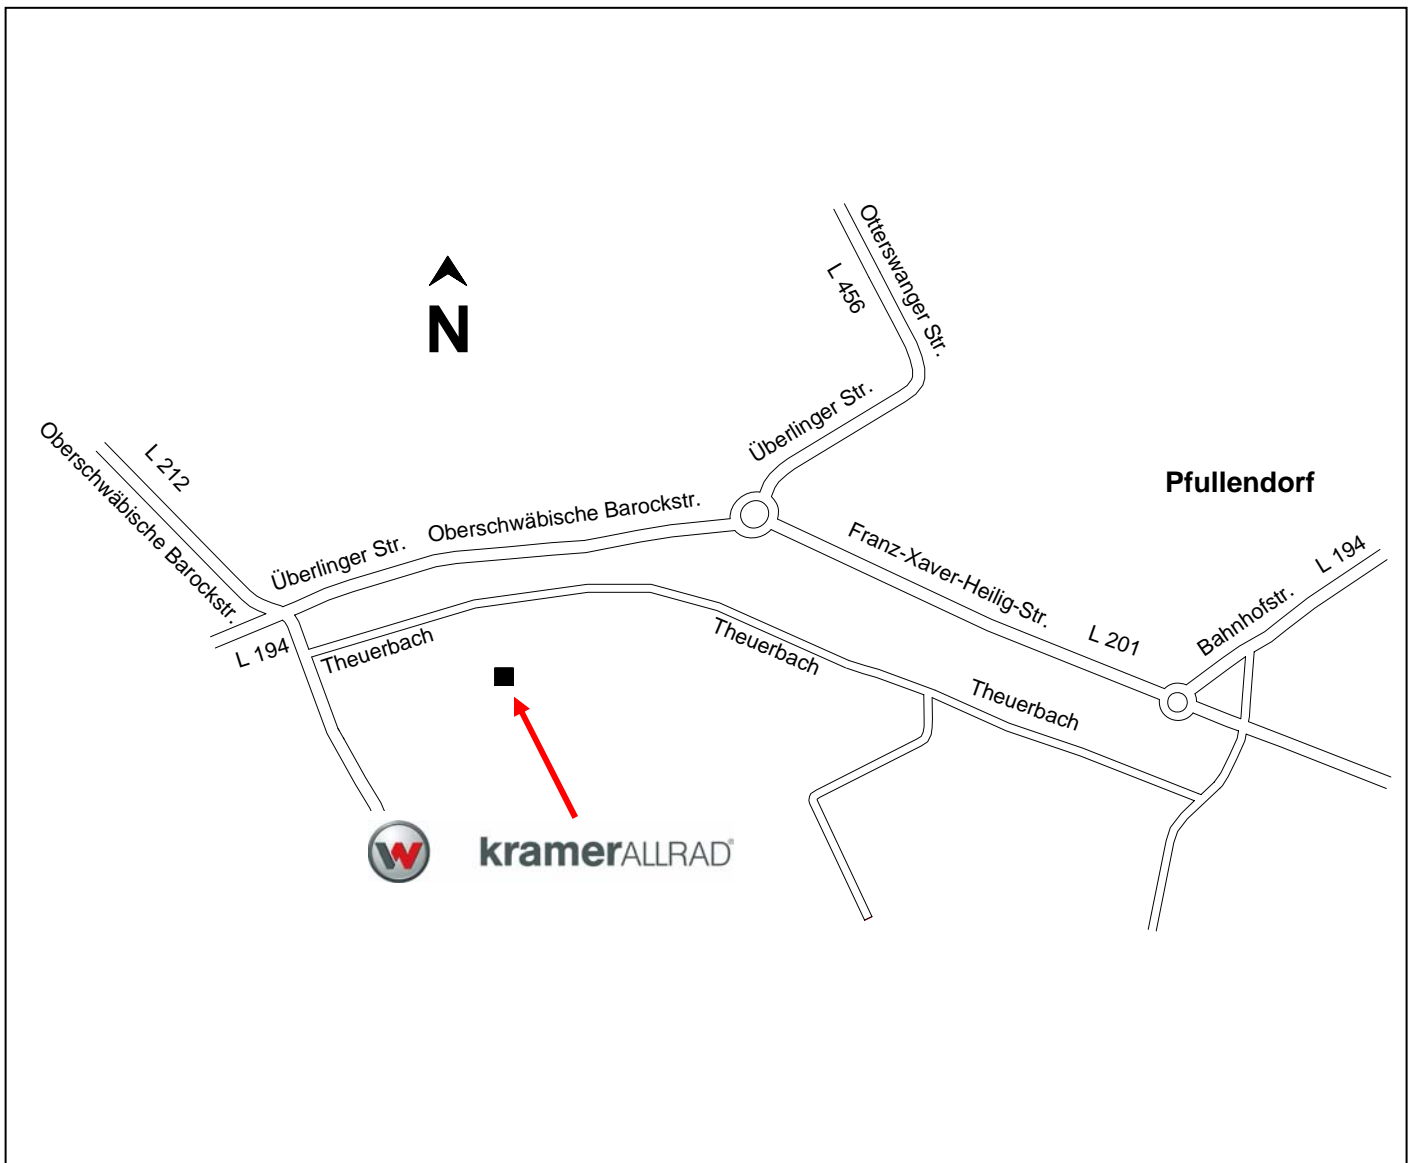 Otterswanger Str.
L 456
N
Überlinger Str.
Oberschwäbische Barockstr.
L 212
Pfullendorf
Oberschwäbische Barockstr.
Überlinger Str.
Franz-Xaver-Heilig-Str.
L 194
Bahnhofstr.
L 201
L 194
Theuerbach
Theuerbach
Theuerbach
kramerALLRAD®